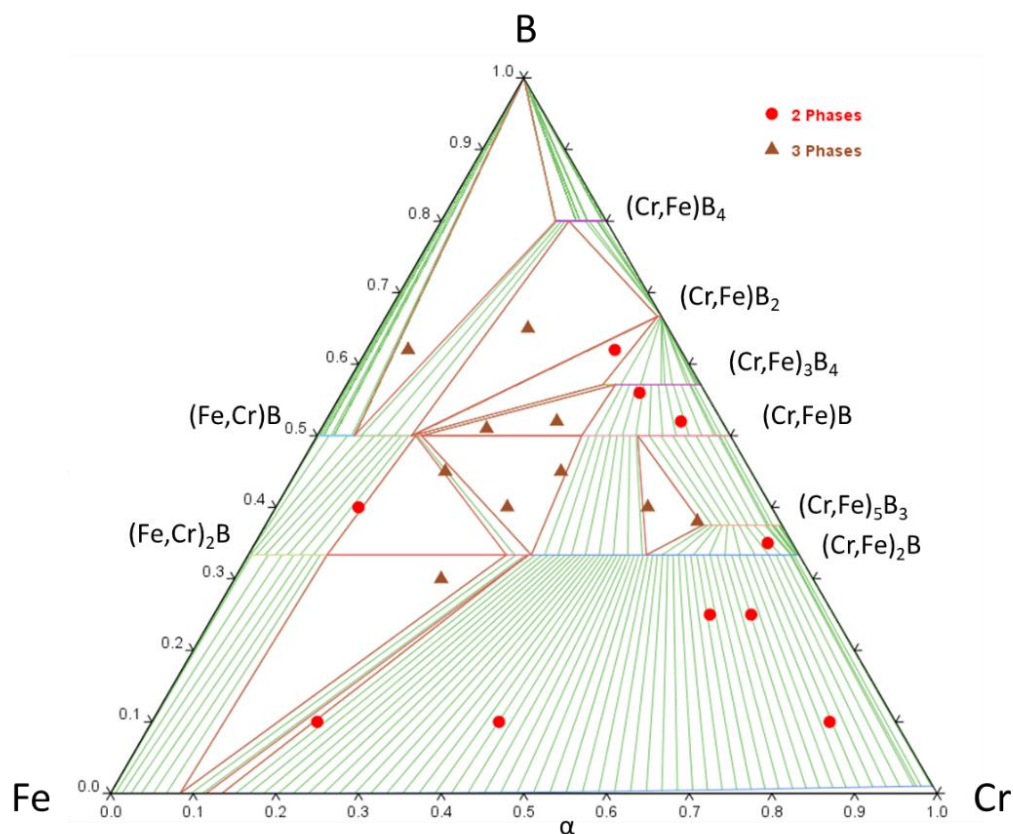 B
1.0
2 Phases
0.9
3 Phases
0.8
(Cr,Fe)B₄
0.7
(Cr,Fe)B₂
0.6
(Cr,Fe)₃B₄
(Fe,Cr)B
0.5
(Cr,Fe)B
0.4
(Cr,Fe)₅B₃
(Fe,Cr)₂B
(Cr,Fe)₂B
0.3
0.2
0.1
0.0
Fe
Cr
0.0 0.1 0.2 0.3 0.4 0.5 0.6 0.7 0.8 0.9 1.0
α